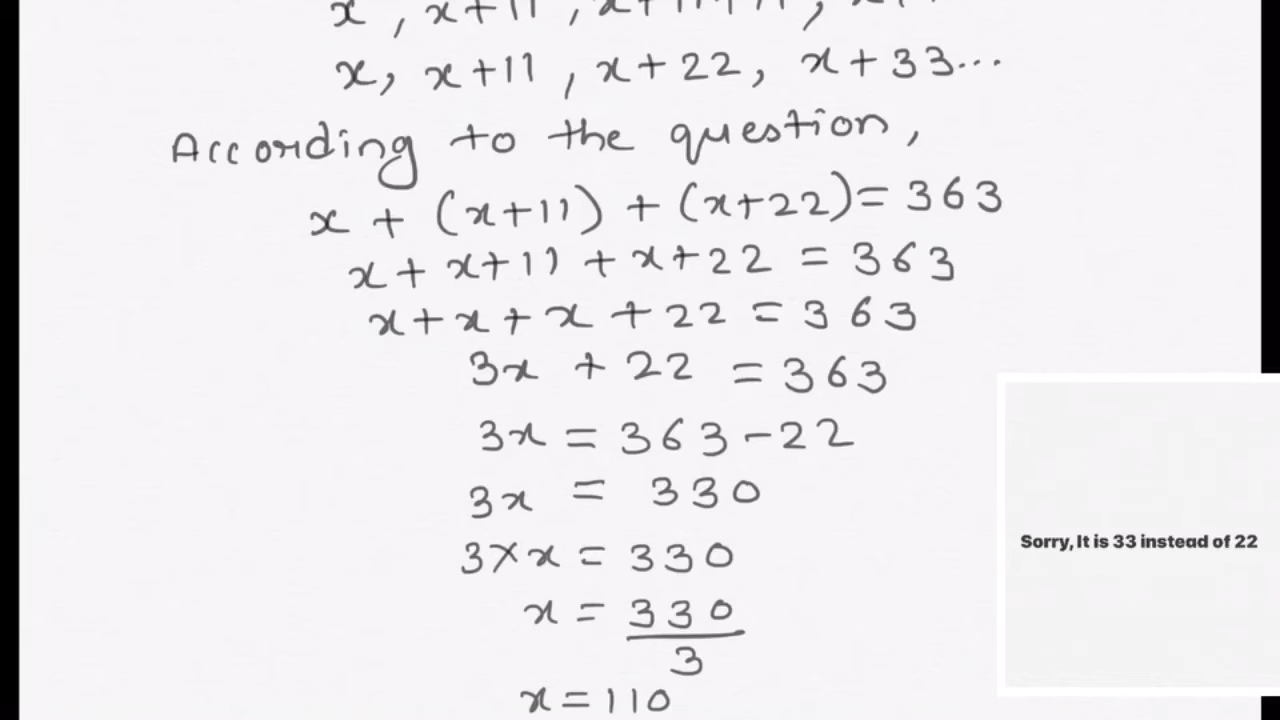 x, x+11, x+
x, x+11, x+22, x+33...
According to the question,
x + (x+11) + (x+22) = 363
x + x+11 + x+22 = 363
x+x+x+22 = 363
3x + 22 = 363
3x = 363-22
3x = 330
3×x = 330
x = 330
3
x = 110
Sorry, It is 33 instead of 22